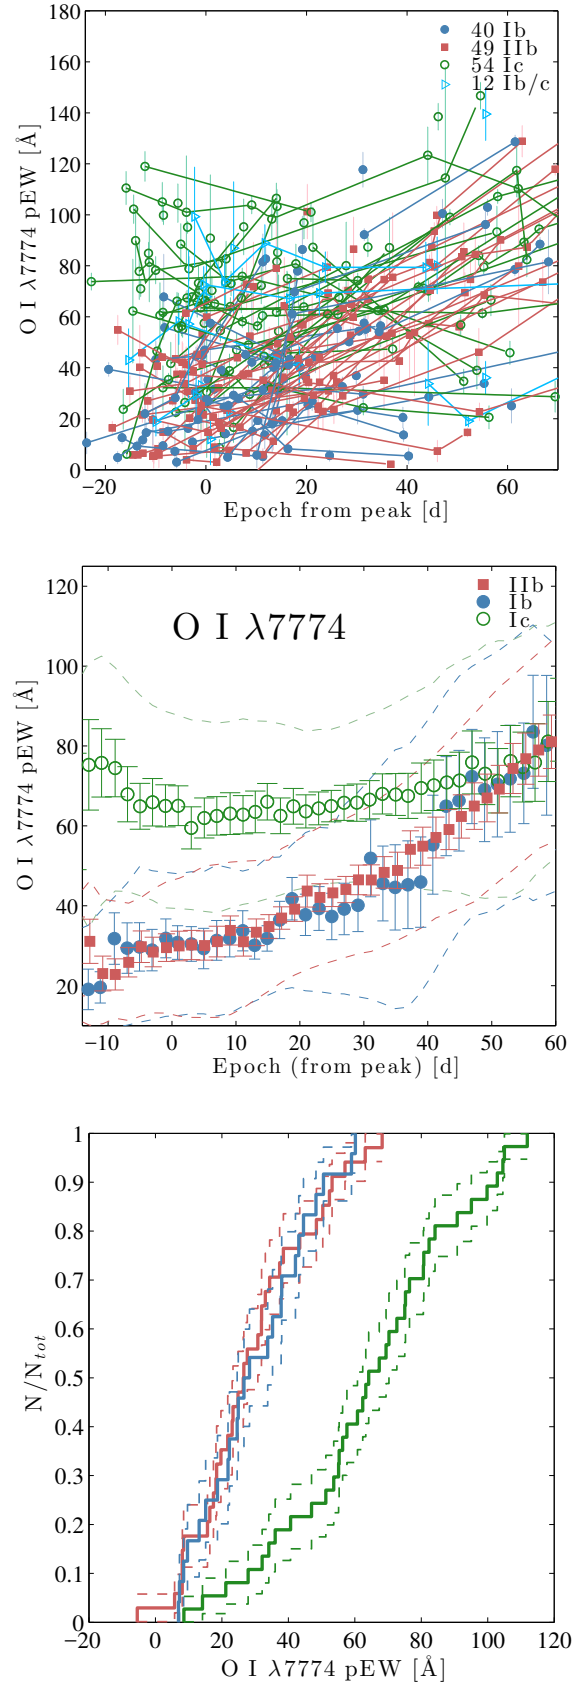 180
160
140
120
100
80
60
40
20
0
O I λ7774 pEW [Å]
40 Ib
49 IIb
54 Ic
12 Ib/c
−20 0 20 40 60
Epoch from peak [d]
120
100
80
60
40
20
O I λ7774 pEW [Å]
O I λ7774
IIb
Ib
Ic
−10 0 10 20 30 40 50 60
Epoch (from peak) [d]
1
0.9
0.8
0.7
0.6
0.5
0.4
0.3
0.2
0.1
0
N/N_tot
−20 0 20 40 60 80 100 120
O I λ7774 pEW [Å]